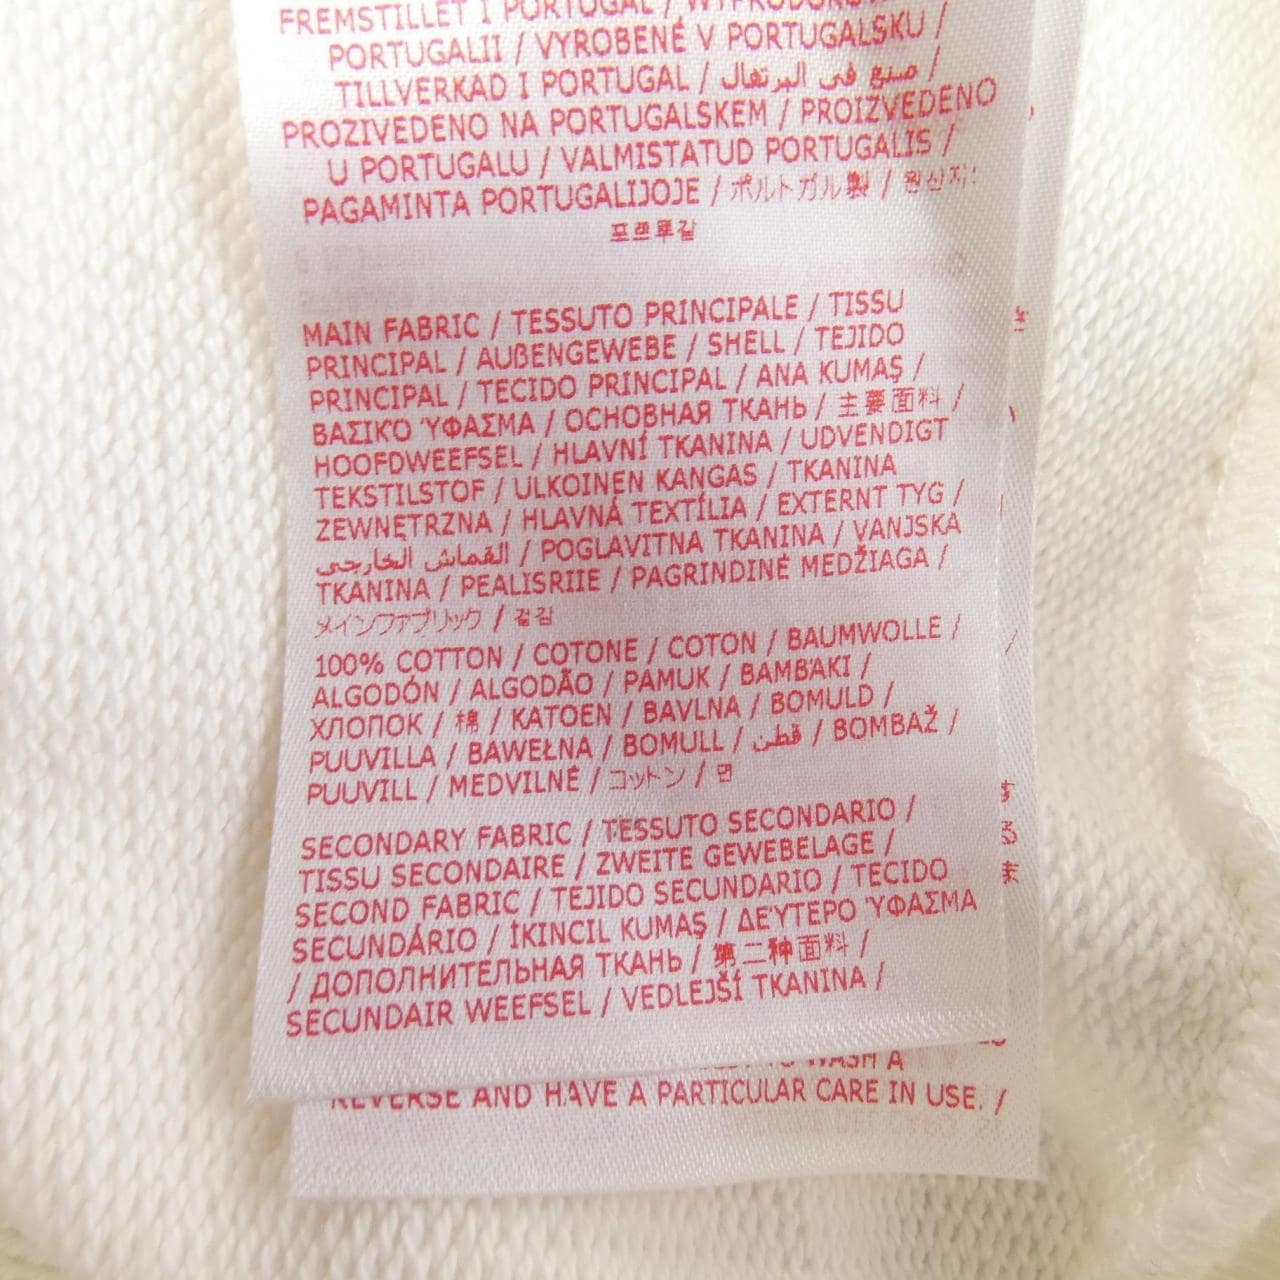 FREMSTILLET I PORTUGAL /
PORTUGALII / VYROBENÉ V PORTUGALSKU /
TILLVERKAD I PORTUGAL / صنع في البرتغال /
PROZIVEDENO NA PORTUGALSKEM / PROIZVEDENO
U PORTUGALU / VALMISTATUD PORTUGALIS /
PAGAMINTA PORTUGALIJOJE / ポルトガル製 / 원산지:
포르투갈
MAIN FABRIC / TESSUTO PRINCIPALE / TISSU
PRINCIPAL / AUßENGEWEBE / SHELL / TEJIDO
PRINCIPAL / TECIDO PRINCIPAL / ANA KUMAŞ /
ΒΑΣΙΚΌ ΎΦΑΣΜΑ / ОСНОВНАЯ ТКАНЬ / 主要面料 /
HOOFDWEEFSEL / HLAVNÍ TKANINA / UDVENDIGT
TEKSTILSTOF / ULKOINEN KANGAS / TKANINA
ZEWNĘTRZNA / HLAVNÁ TEXTÍLIA / EXTERNT TYG /
القماش الخارجي / POGLAVITNA TKANINA / VANJSKA
TKANINA / PEALISRIIE / PAGRINDINĖ MEDŽIAGA /
メインファブリック / 겉감
100% COTTON / COTONE / COTON / BAUMWOLLE /
ALGODÓN / ALGODÃO / PAMUK / ΒΑΜΒΆΚΙ /
ХЛОПОК / 棉 / KATOEN / BAVLNA / BOMULD /
PUUVILLA / BAWEŁNA / BOMULL / قطن / BOMBAŽ /
PUUVILL / MEDVILNĖ / コットン / 면
SECONDARY FABRIC / TESSUTO SECONDARIO /
TISSU SECONDAIRE / ZWEITE GEWEBELAGE /
SECOND FABRIC / TEJIDO SECUNDARIO / TECIDO
SECUNDÁRIO / İKINCIL KUMAŞ / ΔΕΥΤΕΡΟ ΎΦΑΣΜΑ
/ ДОПОЛНИТЕЛЬНАЯ ТКАНЬ / 第二种面料 /
SECUNDAIR WEEFSEL / VEDLEJŠÍ TKANINA /
WASH A
REVERSE AND HAVE A PARTICULAR CARE IN USE. /